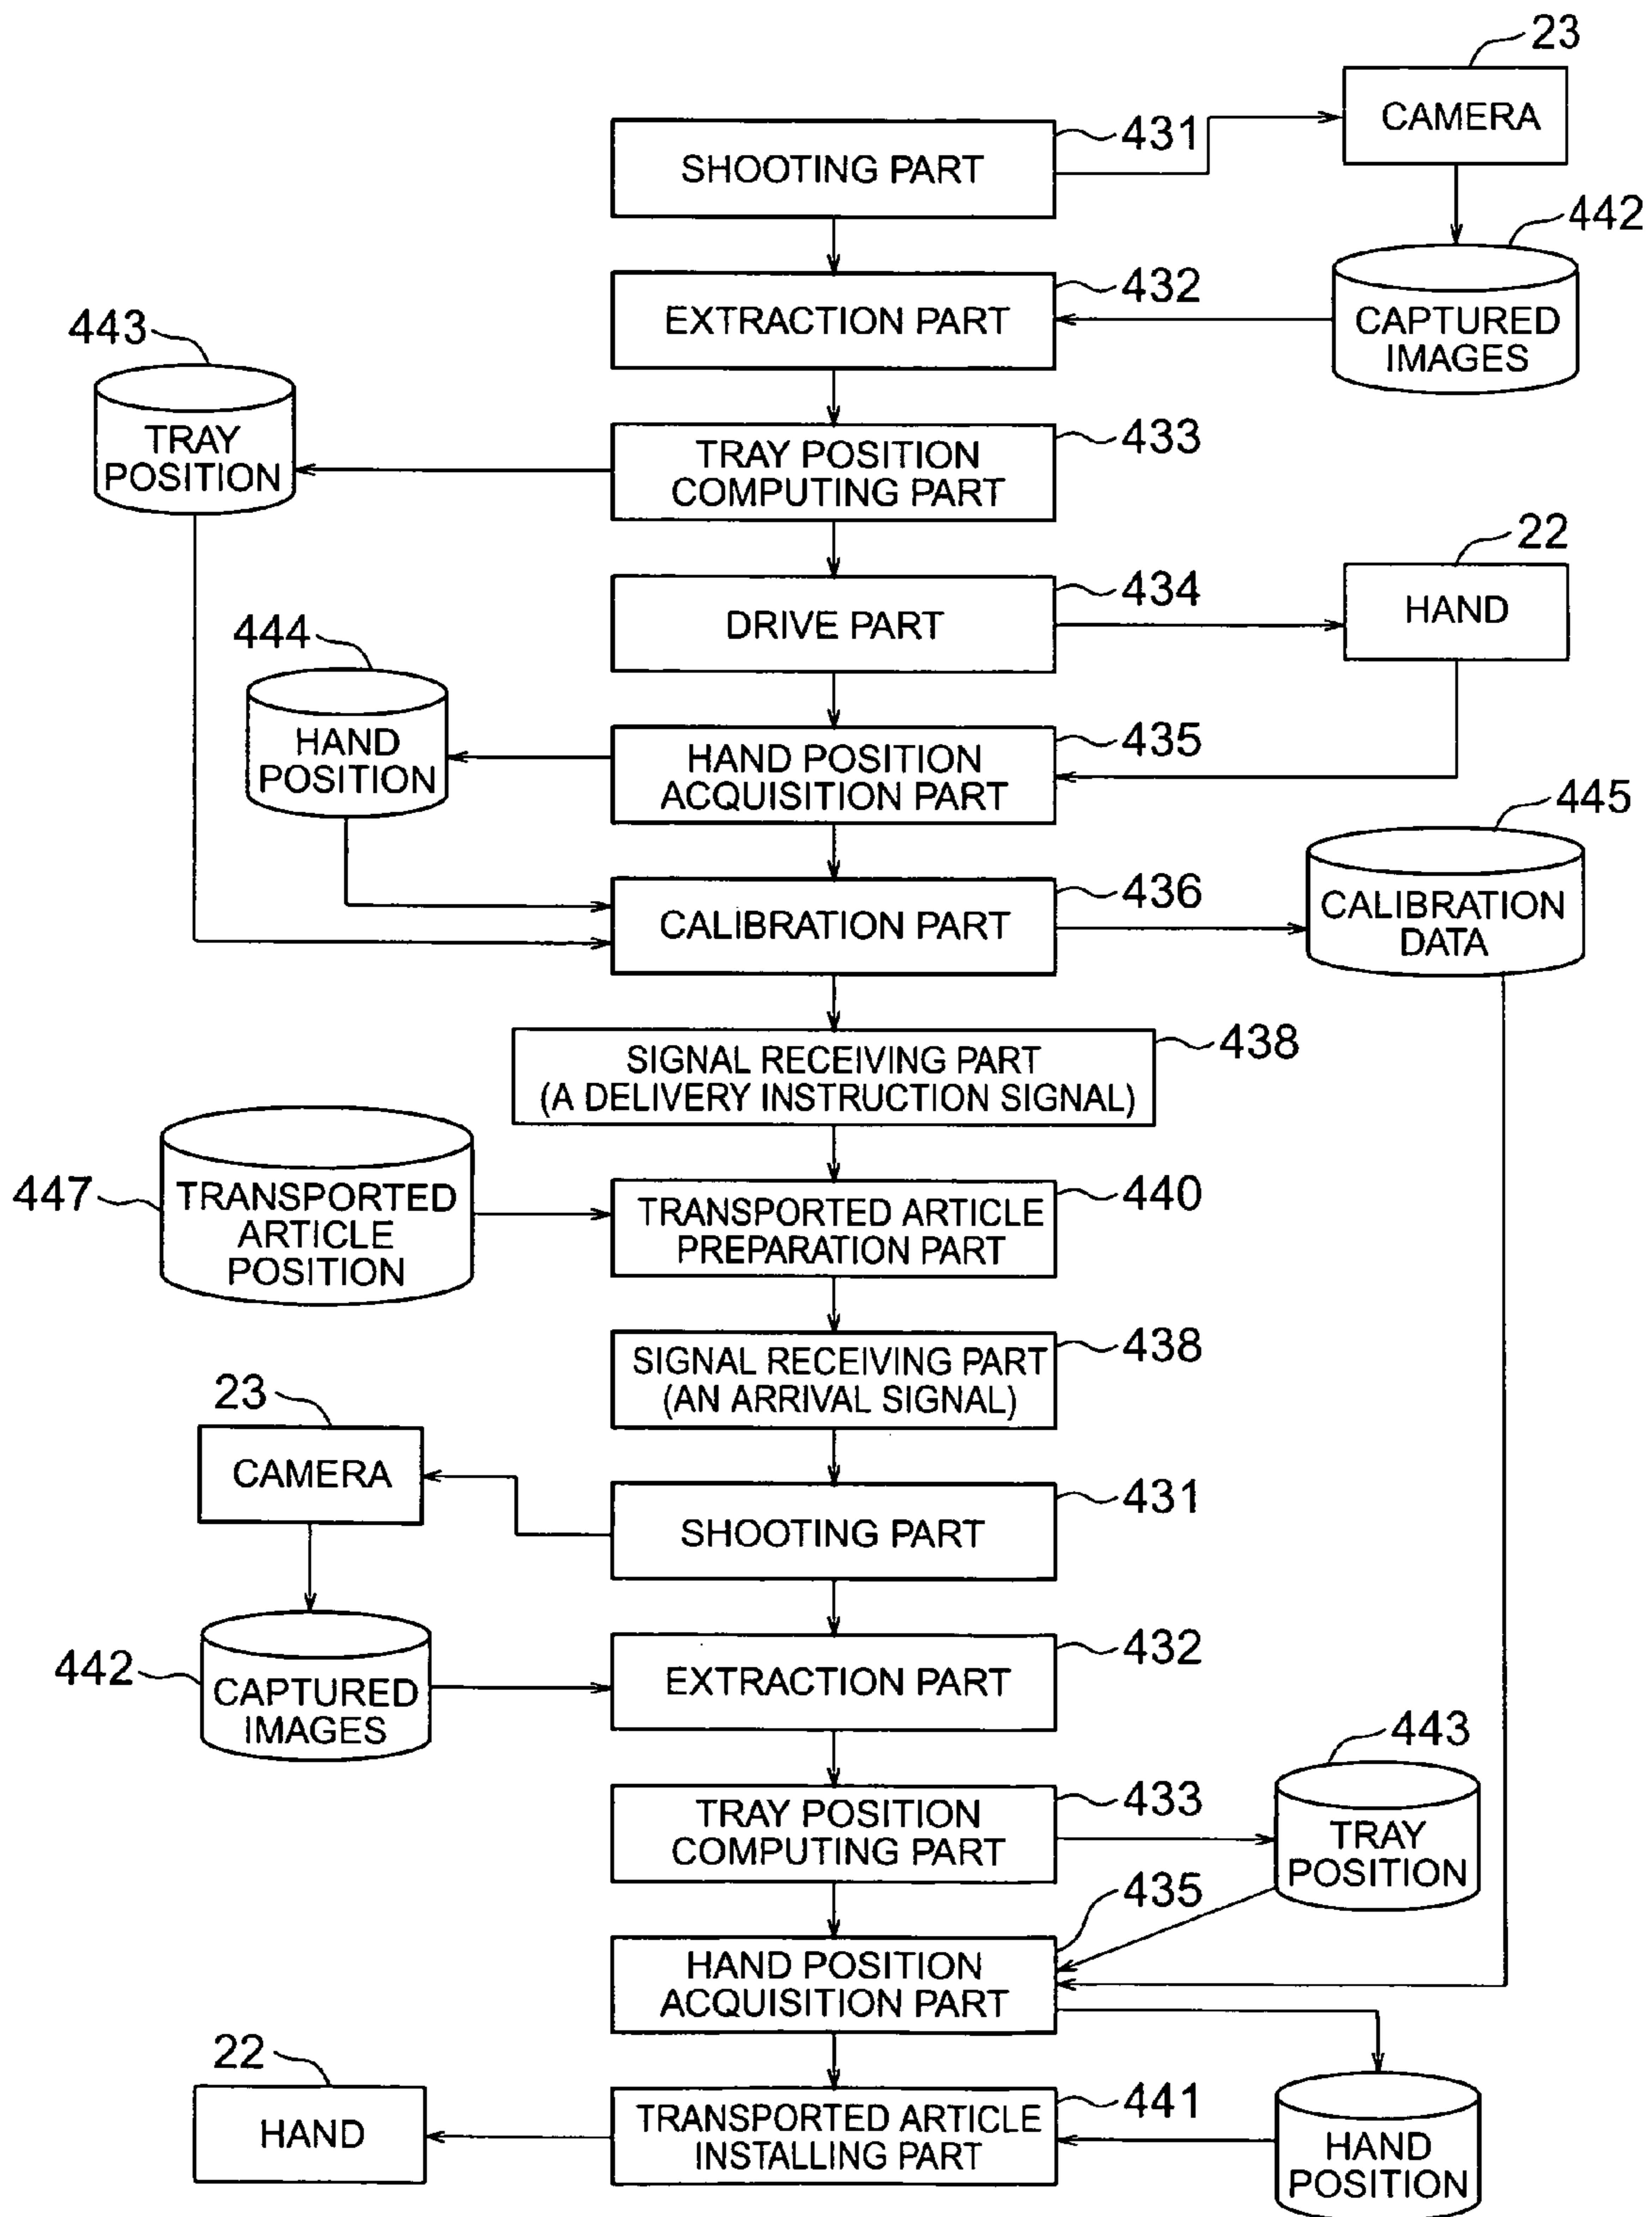 23
CAMERA
431
SHOOTING PART
442
CAPTURED
IMAGES
432
EXTRACTION PART
443
TRAY
POSITION
433
TRAY POSITION
COMPUTING PART
22
HAND
434
DRIVE PART
444
HAND
POSITION
435
HAND POSITION
ACQUISITION PART
445
CALIBRATION
DATA
436
CALIBRATION PART
438
SIGNAL RECEIVING PART
(A DELIVERY INSTRUCTION SIGNAL)
447
TRANSPORTED
ARTICLE
POSITION
440
TRANSPORTED ARTICLE
PREPARATION PART
438
SIGNAL RECEIVING PART
(AN ARRIVAL SIGNAL)
23
CAMERA
431
SHOOTING PART
442
CAPTURED
IMAGES
432
EXTRACTION PART
443
TRAY
POSITION
433
TRAY POSITION
COMPUTING PART
435
HAND POSITION
ACQUISITION PART
22
HAND
441
TRANSPORTED ARTICLE
INSTALLING PART
HAND
POSITION